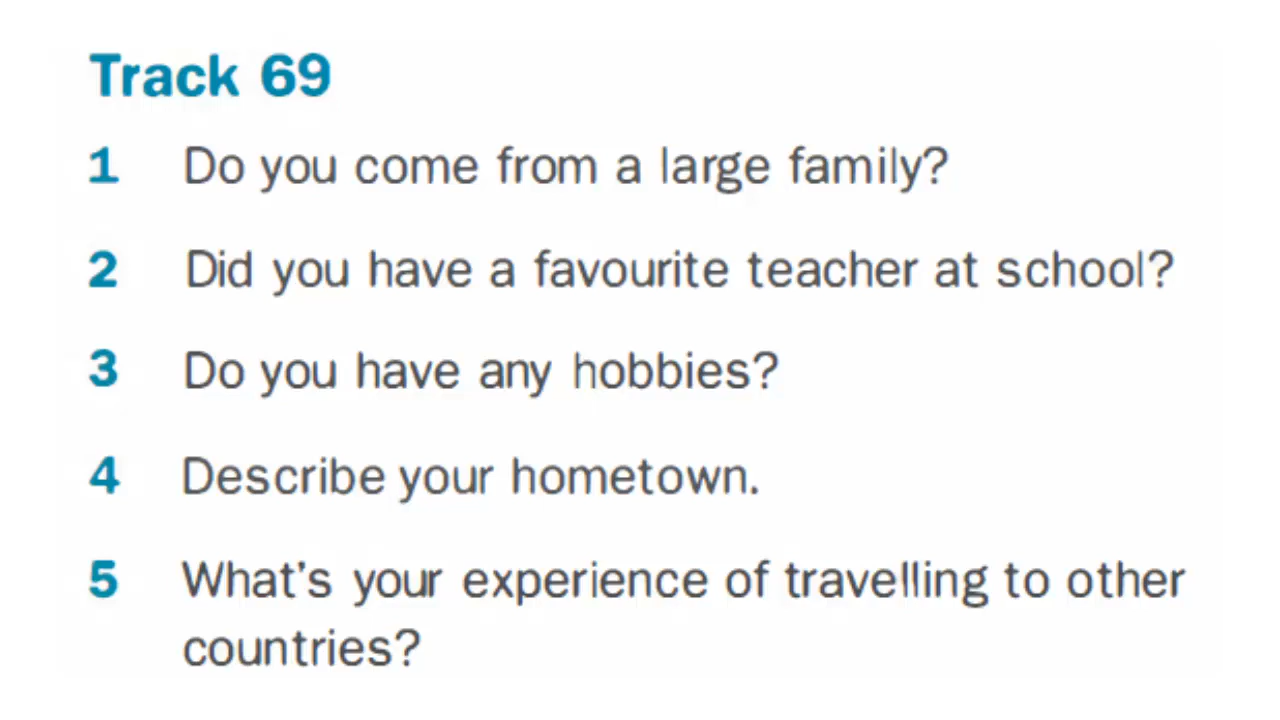 Track 69
1 Do you come from a large family?
2 Did you have a favourite teacher at school?
3 Do you have any hobbies?
4 Describe your hometown.
5 What's your experience of travelling to other
countries?